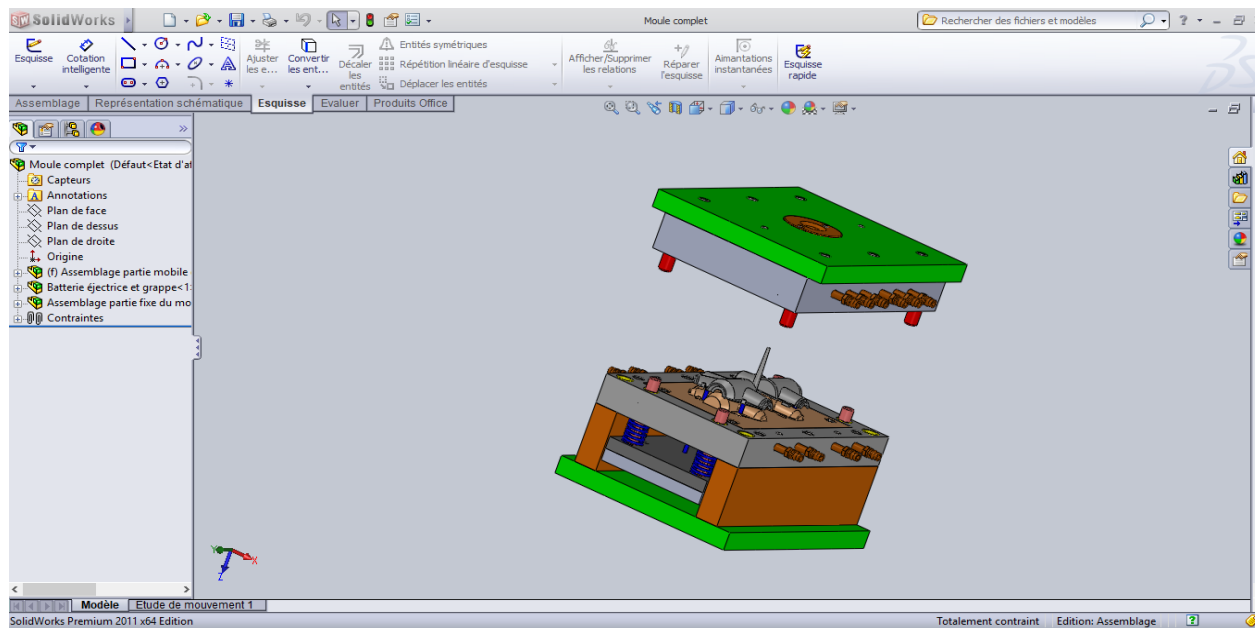 SolidWorks
Moule complet
Rechercher des fichiers et modèles
Esquisse
Cotation intelligente
Ajuster les e...
Convertir les ent...
Décaler les entités
Entités symétriques
Répétition linéaire d'esquisse
Déplacer les entités
Afficher/Supprimer les relations
Réparer l'esquisse
Aimantations instantanées
Esquisse rapide
Assemblage
Représentation schématique
Esquisse
Evaluer
Produits Office
Moule complet (Défaut<Etat d'af
Capteurs
Annotations
Plan de face
Plan de dessus
Plan de droite
Origine
(f) Assemblage partie mobile
Batterie éjectrice et grappe<1>
Assemblage partie fixe du mo
Contraintes
Y
X
Z
Modèle
Etude de mouvement 1
SolidWorks Premium 2011 x64 Edition
Totalement contraint
Edition: Assemblage